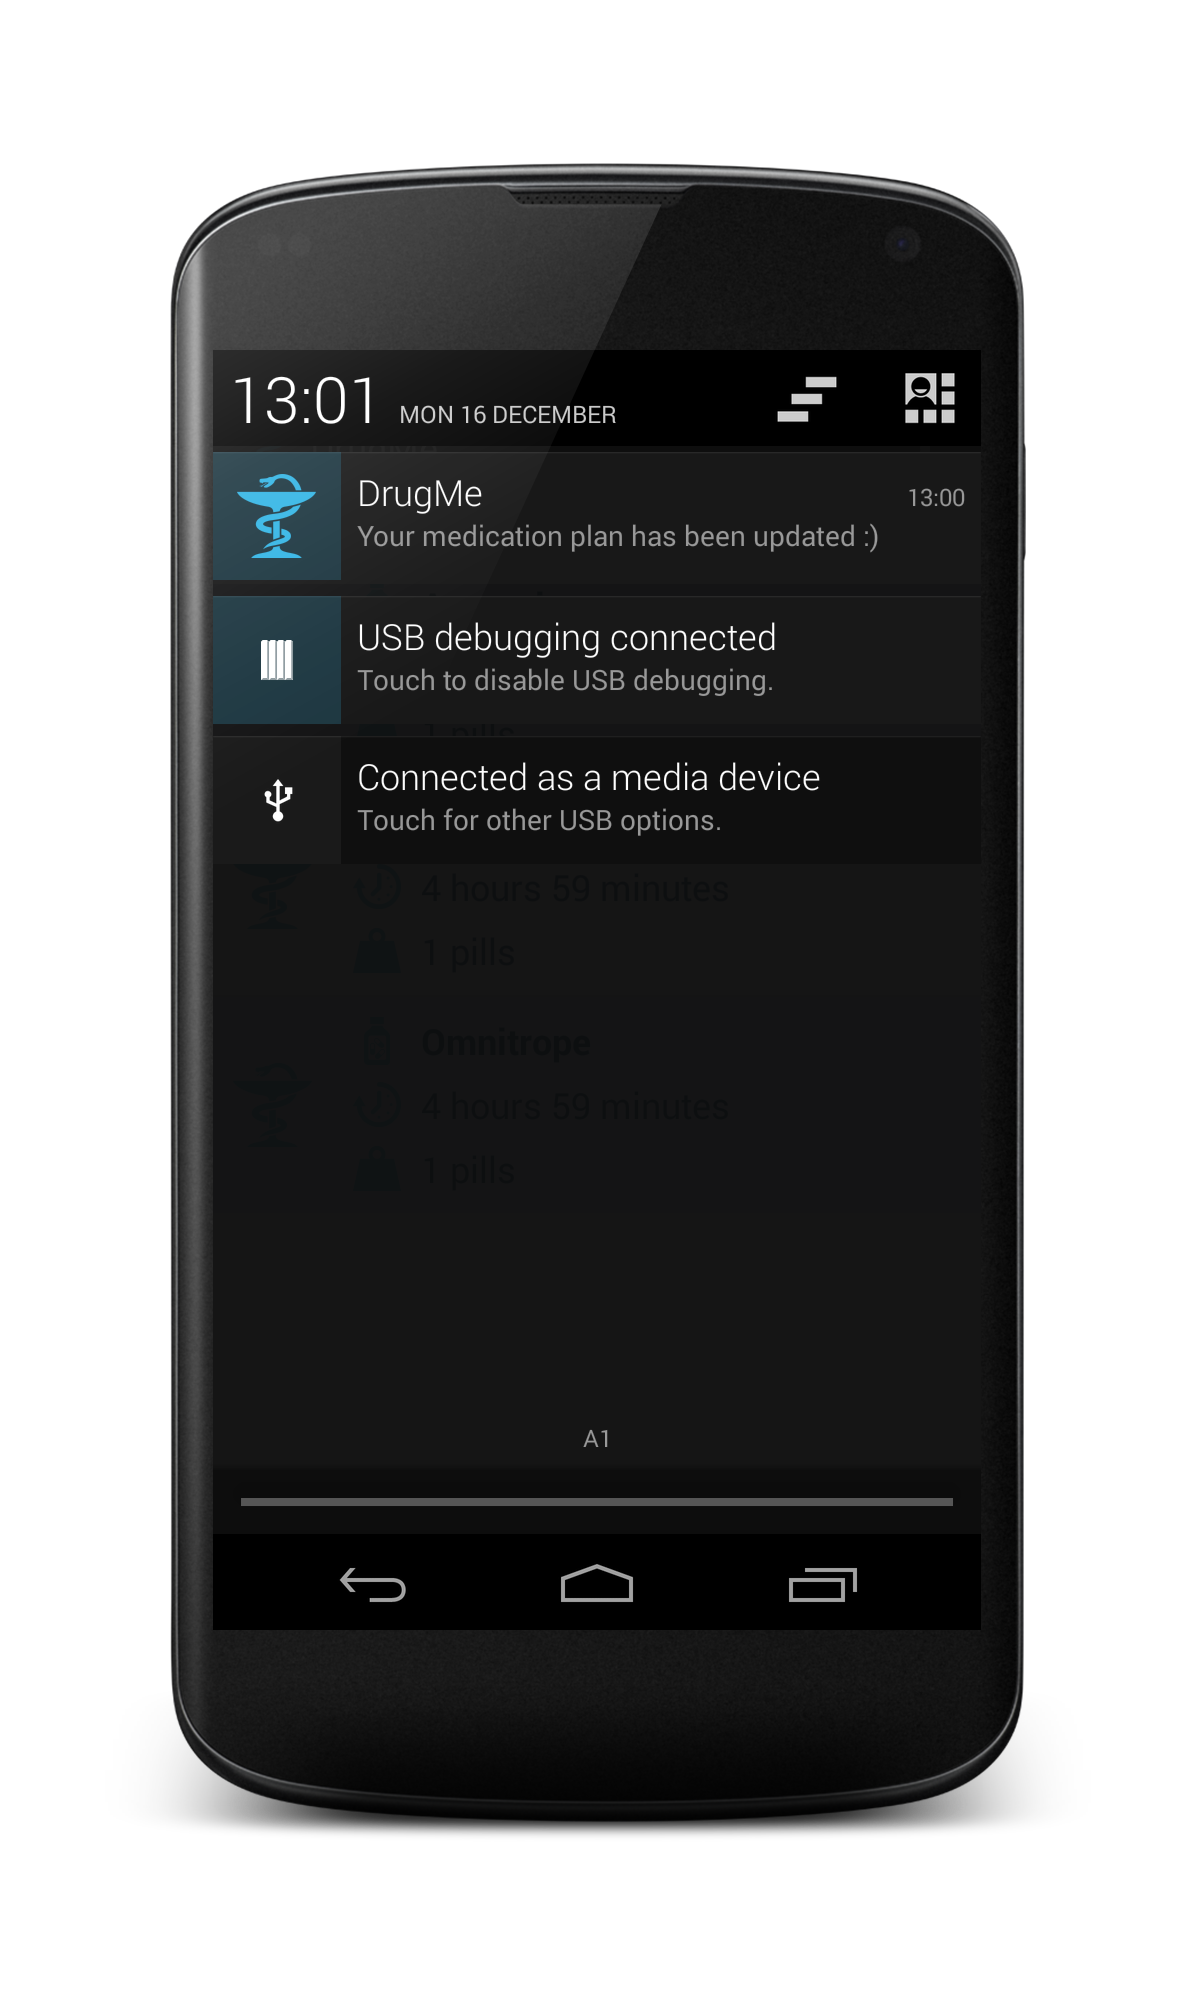 13:01 MON 16 DECEMBER
DrugMe 13:00
Your medication plan has been updated :)
USB debugging connected
Touch to disable USB debugging.
1 pills
Connected as a media device
Touch for other USB options.
4 hours 59 minutes
1 pills
Omnitrope
4 hours 59 minutes
1 pills
A1